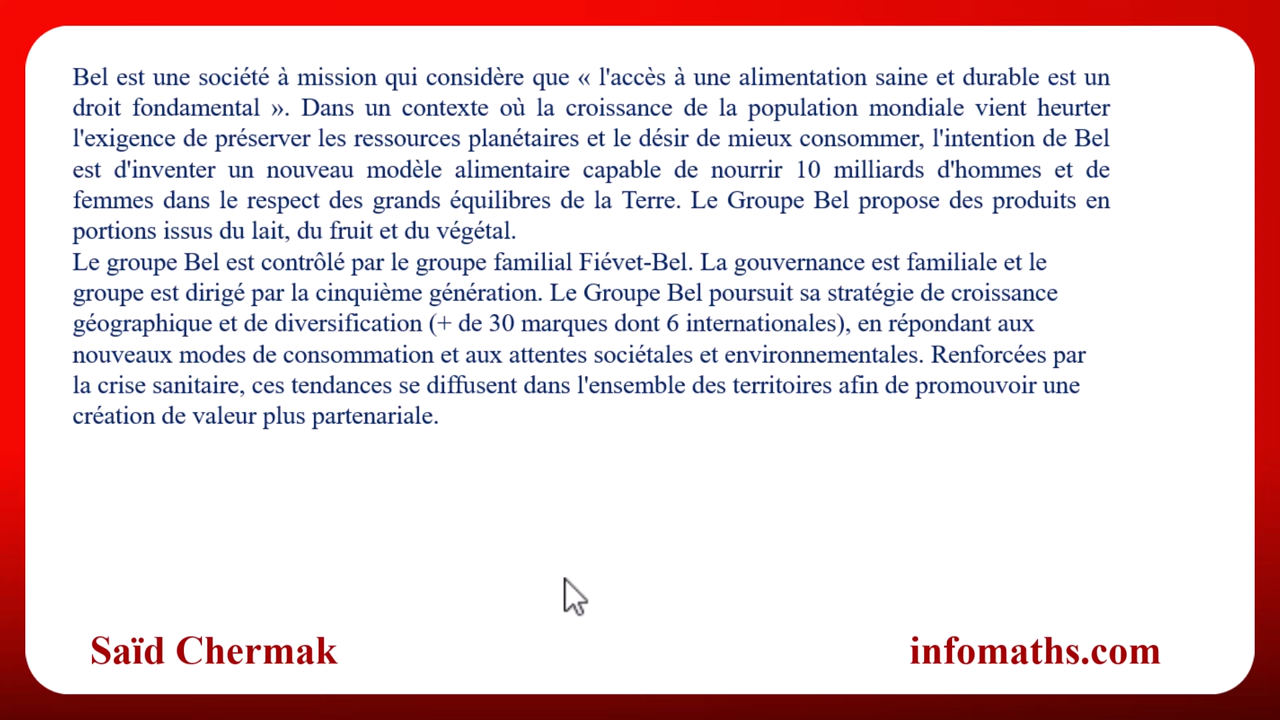 Bel est une société à mission qui considère que « l'accès à une alimentation saine et durable est un
droit fondamental ». Dans un contexte où la croissance de la population mondiale vient heurter
l'exigence de préserver les ressources planétaires et le désir de mieux consommer, l'intention de Bel
est d'inventer un nouveau modèle alimentaire capable de nourrir 10 milliards d'hommes et de
femmes dans le respect des grands équilibres de la Terre. Le Groupe Bel propose des produits en
portions issus du lait, du fruit et du végétal.
Le groupe Bel est contrôlé par le groupe familial Fiévet-Bel. La gouvernance est familiale et le
groupe est dirigé par la cinquième génération. Le Groupe Bel poursuit sa stratégie de croissance
géographique et de diversification (+ de 30 marques dont 6 internationales), en répondant aux
nouveaux modes de consommation et aux attentes sociétales et environnementales. Renforcées par
la crise sanitaire, ces tendances se diffusent dans l'ensemble des territoires afin de promouvoir une
création de valeur plus partenariale.
Saïd Chermak
infomaths.com